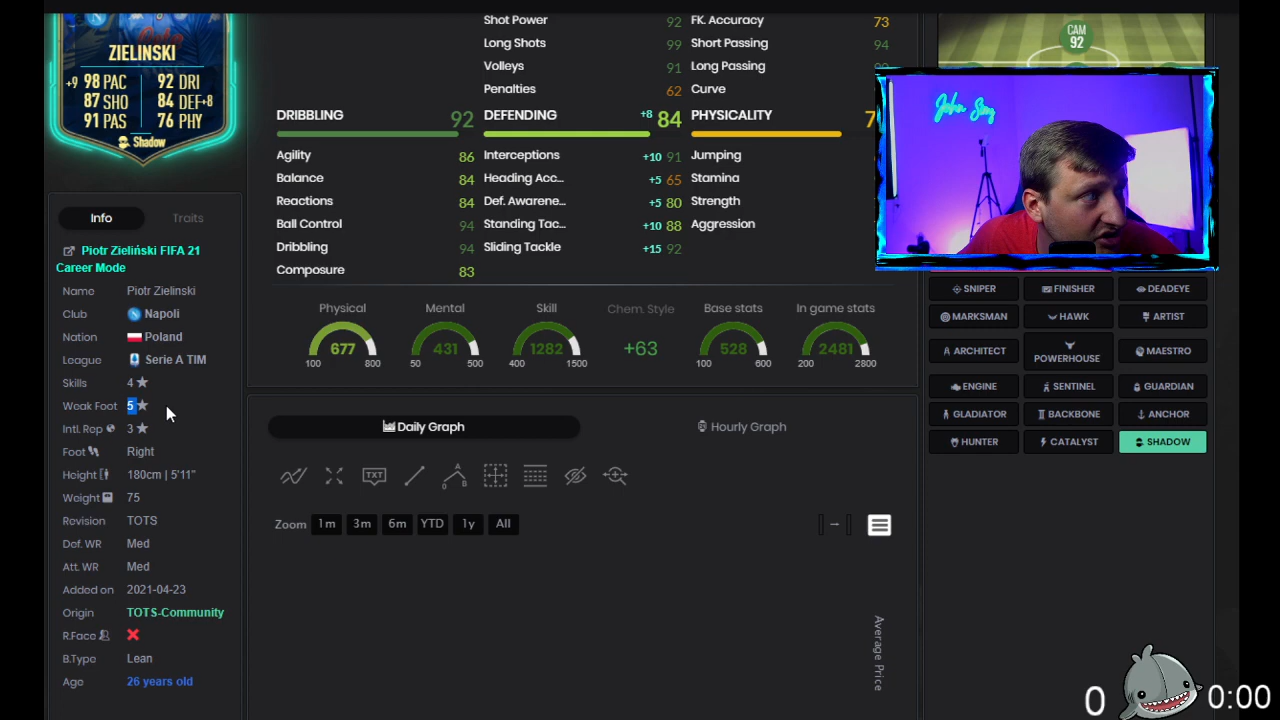 ZIELINSKI
+9 98 PAC 92 DRI
87 SHO 84 DEF+8
91 PAS 76 PHY
Shadow
Shot Power 92
Long Shots 99
Volleys 91
Penalties 62
FK. Accuracy 73
Short Passing 94
Long Passing
Curve
DRIBBLING 92
Agility 86
Balance 84
Reactions 84
Ball Control 94
Dribbling 94
Composure 83
DEFENDING +8 84
Interceptions +10 91
Heading Acc... +5 65
Def. Awarene... +5 80
Standing Tac... +10 88
Sliding Tackle +15 92
PHYSICALITY 7
Jumping
Stamina
Strength
Aggression
CAM
92
John Sing
Info Traits
Piotr Zieliński FIFA 21
Career Mode
Name Piotr Zielinski
Club Napoli
Nation Poland
League Serie A TIM
Skills 4★
Weak Foot 5★
Intl. Rep 3★
Foot Right
Height 180cm | 5'11"
Weight 75
Revision TOTS
Def. WR Med
Att. WR Med
Added on 2021-04-23
Origin TOTS-Community
R.Face
B.Type Lean
Age 26 years old
Physical Mental Skill Chem. Style Base stats In game stats
677 431 1282 +63 528 2481
100 800 50 500 400 1500 100 600 200 2800
Daily Graph Hourly Graph
TXT
Zoom 1m 3m 6m YTD 1y All →
Average Price
SNIPER FINISHER DEADEYE
MARKSMAN HAWK ARTIST
ARCHITECT POWERHOUSE MAESTRO
ENGINE SENTINEL GUARDIAN
GLADIATOR BACKBONE ANCHOR
HUNTER CATALYST SHADOW
0 0:00